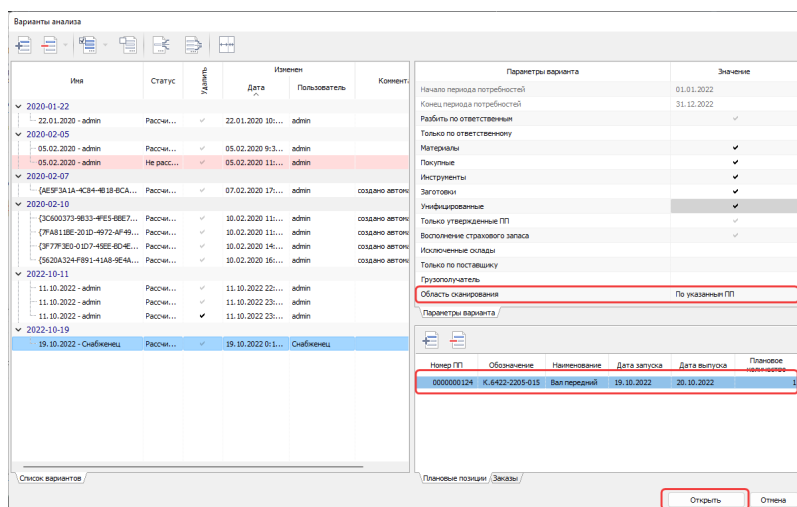 Варианты анализа
Имя Статус Удалить Изменен Коммента
Дата Пользователь
2020-01-22
22.01.2020 - admin Рассчи... 22.01.2020 10:... admin
2020-02-05
05.02.2020 - admin Рассчи... 05.02.2020 9:3... admin
05.02.2020 - admin Не расс... 05.02.2020 11:... admin
2020-02-07
{AE5F3A1A-4C84-4B18-BCA... Рассчи... 07.02.2020 17:... admin создано автома
2020-02-10
{3C600373-9B33-4FE5-BBE7... Рассчи... 10.02.2020 11:... admin создано автома
{7FA811BE-201D-4972-AF49... Рассчи... 10.02.2020 11:... admin создано автома
{3F77F3E0-01D7-45EE-BD4E... Рассчи... 10.02.2020 14:... admin создано автома
{5620A324-F891-41A8-9E4A... Рассчи... 10.02.2020 16:... admin создано автома
2022-10-11
11.10.2022 - admin Рассчи... 11.10.2022 22:... admin
11.10.2022 - admin Рассчи... 11.10.2022 23:... admin
11.10.2022 - admin Рассчи... 11.10.2022 23:... admin
2022-10-19
19.10.2022 - Снабженец Рассчи... 19.10.2022 0:1... Снабженец
Список вариантов
Параметры варианта Значение
Начало периода потребностей 01.01.2022
Конец периода потребностей 31.12.2022
Разбить по ответственным
Только по ответственному
Материалы
Покупные
Инструменты
Заготовки
Унифицированные
Только утвержденные ПП
Восполнение страхового запаса
Исключенные склады
Только по поставщику
Грузополучатель
Область сканирования По указанным ПП
Параметры варианта
Номер ПП Обозначение Наименование Дата запуска Дата выпуска Плановое количество
0000000124 К.6422-2205-015 Вал передний 19.10.2022 20.10.2022 1
Плановые позиции Заказы
Открыть Отмена